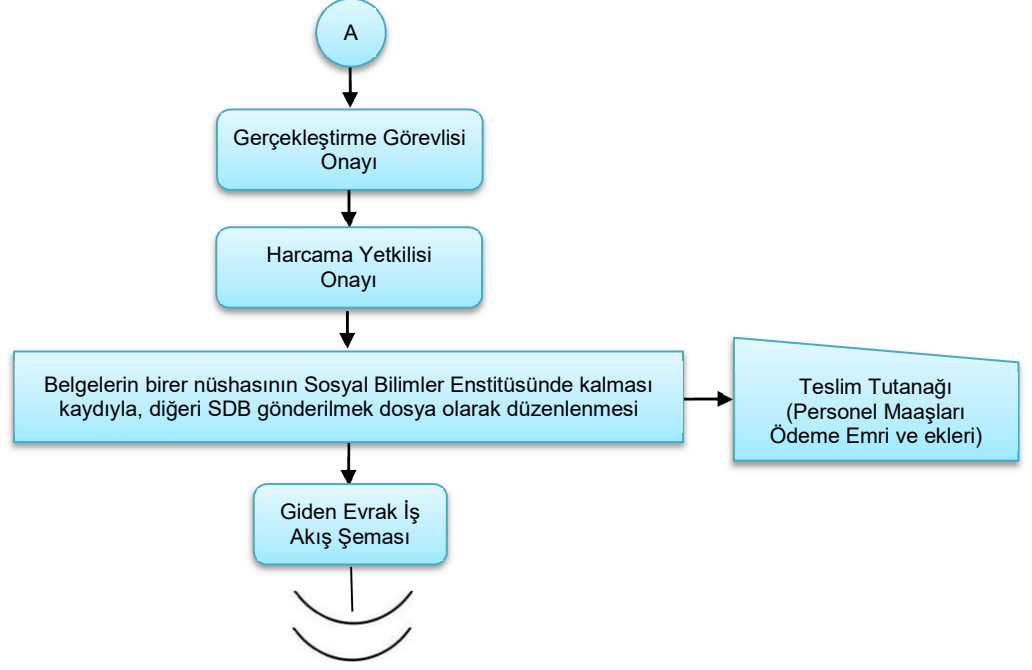 A
Gerçekleştirme Görevlisi
Onayı
Harcama Yetkilisi
Onayı
Belgelerin birer nüshasının Sosyal Bilimler Enstitüsünde kalması
kaydıyla, diğeri SDB gönderilmek dosya olarak düzenlenmesi
Teslim Tutanağı
(Personel Maaşları
Ödeme Emri ve ekleri)
Giden Evrak İş
Akış Şeması